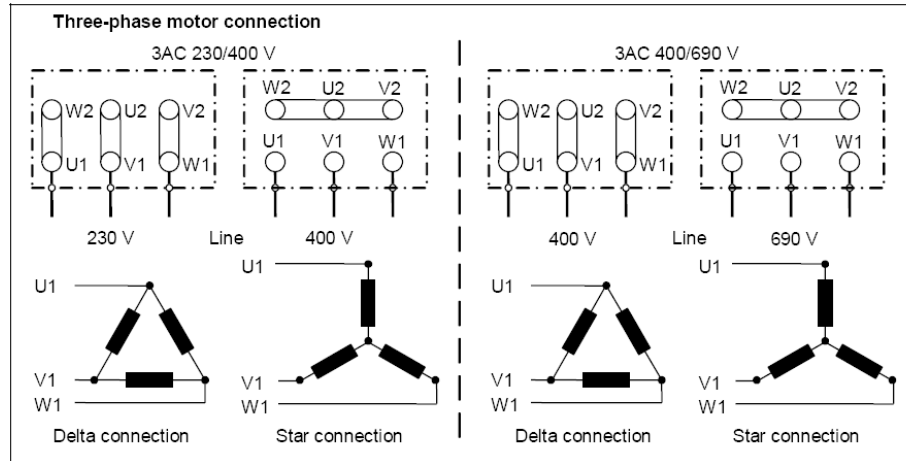 Three-phase motor connection
3AC 230/400 V
3AC 400/690 V
W2 U2 V2
W2 U2 V2
W2 U2 V2
W2 U2 V2
U1 V1 W1
U1 V1 W1
U1 V1 W1
U1 V1 W1
230 V Line 400 V
400 V Line 690 V
U1
U1
U1
U1
V1
V1
V1
V1
W1
W1
W1
W1
Delta connection
Star connection
Delta connection
Star connection